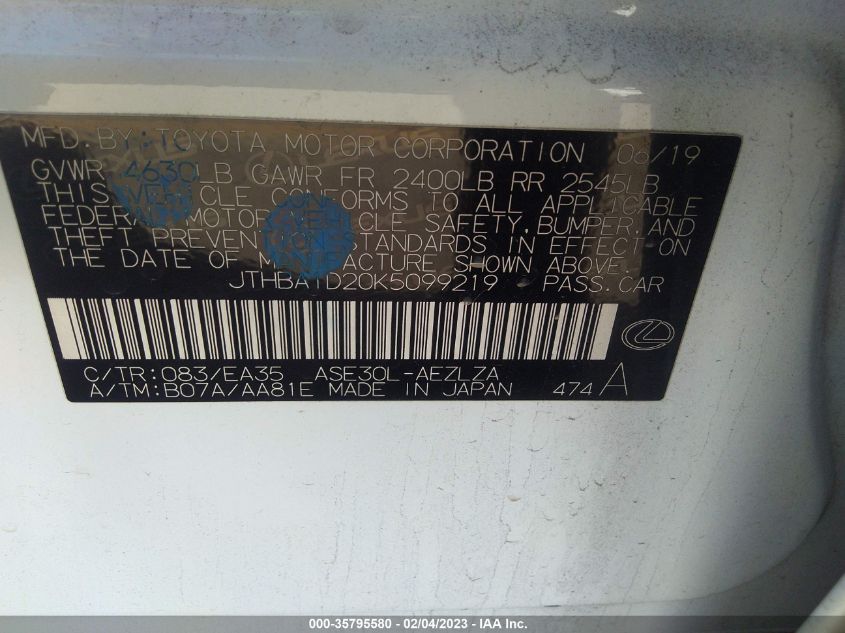 MFD.BY: TOYOTA MOTOR CORPORATION 06/19
GVWR 4630LB GAWR FR 2400LB RR 2545LB
THIS VEHICLE CONFORMS TO ALL APPLICABLE
FEDERAL MOTOR VEHICLE SAFETY, BUMPER, AND
THEFT PREVENTION STANDARDS IN EFFECT ON
THE DATE OF MANUFACTURE SHOWN ABOVE.
JTHBA1D20K5099219 • PASS.CAR
C/TR:083/EA35 ASE30L-AEZLZA
A/TM:B07A/AA81E MADE IN JAPAN 474 A
000-35795580 - 02/04/2023 - © IAA Inc.